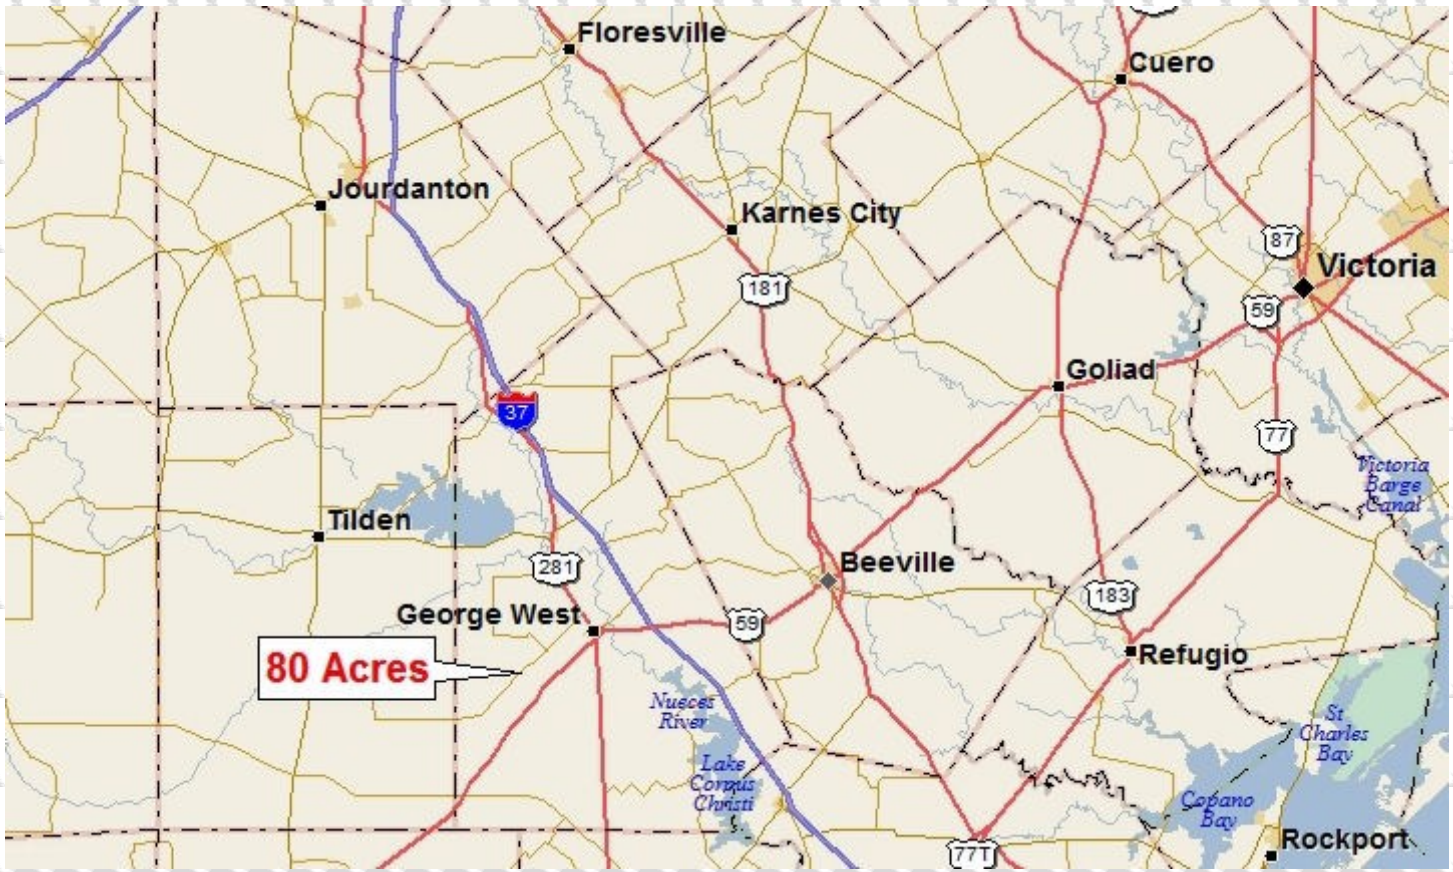 Floresville
Cuero
Jourdanton
Karnes City
87
Victoria
181
59
Goliad
37
77
Victoria
Barge
Canal
Tilden
281
Beeville
George West
59
183
80 Acres
Refugio
Nueces
River
St
Charles
Bay
Lake
Corpus
Christi
Copano
Bay
Rockport
77T